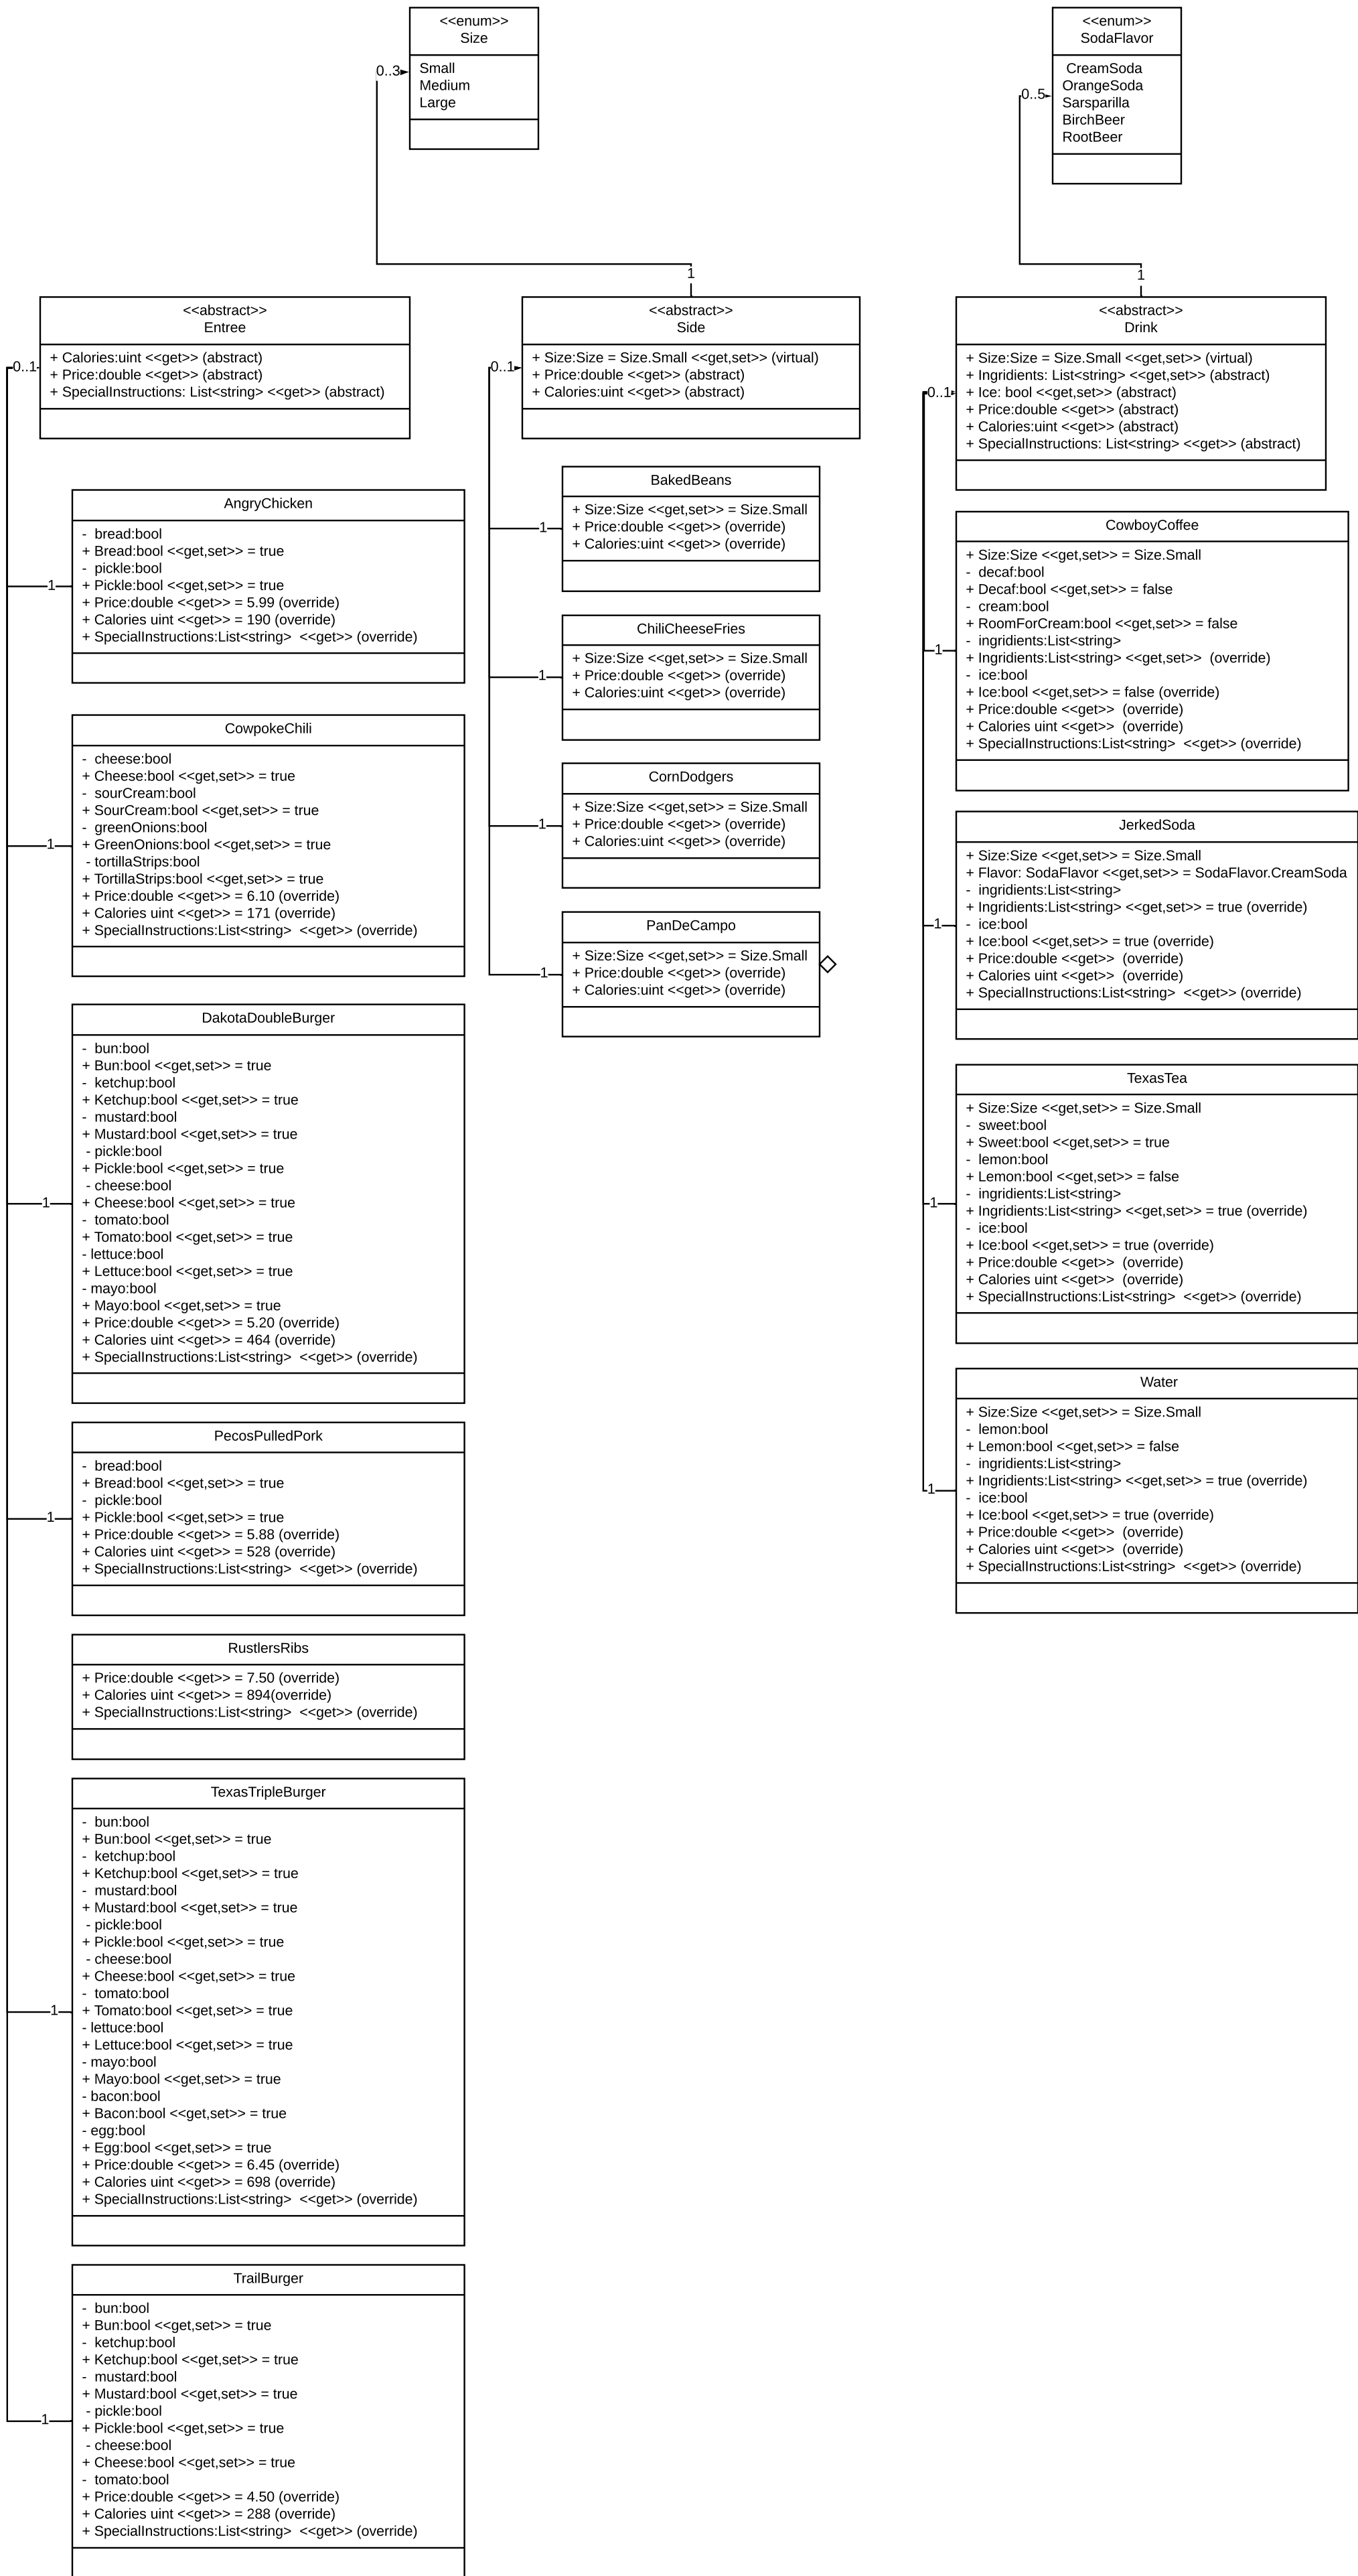 <<enum>>
Size
Small
Medium
Large
0..3
1
<<enum>>
SodaFlavor
CreamSoda
OrangeSoda
Sarsparilla
BirchBeer
RootBeer
0..5
1
<<abstract>>
Entree
+ Calories:uint <<get>> (abstract)
+ Price:double <<get>> (abstract)
+ SpecialInstructions: List<string> <<get>> (abstract)
0..1
AngryChicken
- bread:bool
+ Bread:bool <<get,set>> = true
- pickle:bool
+ Pickle:bool <<get,set>> = true
+ Price:double <<get>> = 5.99 (override)
+ Calories uint <<get>> = 190 (override)
+ SpecialInstructions:List<string> <<get>> (override)
1
CowpokeChili
- cheese:bool
+ Cheese:bool <<get,set>> = true
- sourCream:bool
+ SourCream:bool <<get,set>> = true
- greenOnions:bool
+ GreenOnions:bool <<get,set>> = true
- tortillaStrips:bool
+ TortillaStrips:bool <<get,set>> = true
+ Price:double <<get>> = 6.10 (override)
+ Calories uint <<get>> = 171 (override)
+ SpecialInstructions:List<string> <<get>> (override)
1
DakotaDoubleBurger
- bun:bool
+ Bun:bool <<get,set>> = true
- ketchup:bool
+ Ketchup:bool <<get,set>> = true
- mustard:bool
+ Mustard:bool <<get,set>> = true
- pickle:bool
+ Pickle:bool <<get,set>> = true
- cheese:bool
+ Cheese:bool <<get,set>> = true
- tomato:bool
+ Tomato:bool <<get,set>> = true
- lettuce:bool
+ Lettuce:bool <<get,set>> = true
- mayo:bool
+ Mayo:bool <<get,set>> = true
+ Price:double <<get>> = 5.20 (override)
+ Calories uint <<get>> = 464 (override)
+ SpecialInstructions:List<string> <<get>> (override)
1
PecosPulledPork
- bread:bool
+ Bread:bool <<get,set>> = true
- pickle:bool
+ Pickle:bool <<get,set>> = true
+ Price:double <<get>> = 5.88 (override)
+ Calories uint <<get>> = 528 (override)
+ SpecialInstructions:List<string> <<get>> (override)
1
RustlersRibs
+ Price:double <<get>> = 7.50 (override)
+ Calories uint <<get>> = 894(override)
+ SpecialInstructions:List<string> <<get>> (override)
TexasTripleBurger
- bun:bool
+ Bun:bool <<get,set>> = true
- ketchup:bool
+ Ketchup:bool <<get,set>> = true
- mustard:bool
+ Mustard:bool <<get,set>> = true
- pickle:bool
+ Pickle:bool <<get,set>> = true
- cheese:bool
+ Cheese:bool <<get,set>> = true
- tomato:bool
+ Tomato:bool <<get,set>> = true
- lettuce:bool
+ Lettuce:bool <<get,set>> = true
- mayo:bool
+ Mayo:bool <<get,set>> = true
- bacon:bool
+ Bacon:bool <<get,set>> = true
- egg:bool
+ Egg:bool <<get,set>> = true
+ Price:double <<get>> = 6.45 (override)
+ Calories uint <<get>> = 698 (override)
+ SpecialInstructions:List<string> <<get>> (override)
1
TrailBurger
- bun:bool
+ Bun:bool <<get,set>> = true
- ketchup:bool
+ Ketchup:bool <<get,set>> = true
- mustard:bool
+ Mustard:bool <<get,set>> = true
- pickle:bool
+ Pickle:bool <<get,set>> = true
- cheese:bool
+ Cheese:bool <<get,set>> = true
- tomato:bool
+ Price:double <<get>> = 4.50 (override)
+ Calories uint <<get>> = 288 (override)
+ SpecialInstructions:List<string> <<get>> (override)
1
<<abstract>>
Side
+ Size:Size = Size.Small <<get,set>> (virtual)
+ Price:double <<get>> (abstract)
+ Calories:uint <<get>> (abstract)
0..1
BakedBeans
+ Size:Size <<get,set>> = Size.Small
+ Price:double <<get>> (override)
+ Calories:uint <<get>> (override)
1
ChiliCheeseFries
+ Size:Size <<get,set>> = Size.Small
+ Price:double <<get>> (override)
+ Calories:uint <<get>> (override)
1
CornDodgers
+ Size:Size <<get,set>> = Size.Small
+ Price:double <<get>> (override)
+ Calories:uint <<get>> (override)
1
PanDeCampo
+ Size:Size <<get,set>> = Size.Small
+ Price:double <<get>> (override)
+ Calories:uint <<get>> (override)
1
<<abstract>>
Drink
+ Size:Size = Size.Small <<get,set>> (virtual)
+ Ingridients: List<string> <<get,set>> (abstract)
+ Ice: bool <<get,set>> (abstract)
+ Price:double <<get>> (abstract)
+ Calories:uint <<get>> (abstract)
+ SpecialInstructions: List<string> <<get>> (abstract)
0..1
CowboyCoffee
+ Size:Size <<get,set>> = Size.Small
- decaf:bool
+ Decaf:bool <<get,set>> = false
- cream:bool
+ RoomForCream:bool <<get,set>> = false
- ingridients:List<string>
+ Ingridients:List<string> <<get,set>> (override)
- ice:bool
+ Ice:bool <<get,set>> = false (override)
+ Price:double <<get>> (override)
+ Calories uint <<get>> (override)
+ SpecialInstructions:List<string> <<get>> (override)
1
JerkedSoda
+ Size:Size <<get,set>> = Size.Small
+ Flavor: SodaFlavor <<get,set>> = SodaFlavor.CreamSoda
- ingridients:List<string>
+ Ingridients:List<string> <<get,set>> = true (override)
- ice:bool
+ Ice:bool <<get,set>> = true (override)
+ Price:double <<get>> (override)
+ Calories uint <<get>> (override)
+ SpecialInstructions:List<string> <<get>> (override)
1
TexasTea
+ Size:Size <<get,set>> = Size.Small
- sweet:bool
+ Sweet:bool <<get,set>> = true
- lemon:bool
+ Lemon:bool <<get,set>> = false
- ingridients:List<string>
+ Ingridients:List<string> <<get,set>> = true (override)
- ice:bool
+ Ice:bool <<get,set>> = true (override)
+ Price:double <<get>> (override)
+ Calories uint <<get>> (override)
+ SpecialInstructions:List<string> <<get>> (override)
1
Water
+ Size:Size <<get,set>> = Size.Small
- lemon:bool
+ Lemon:bool <<get,set>> = false
- ingridients:List<string>
+ Ingridients:List<string> <<get,set>> = true (override)
- ice:bool
+ Ice:bool <<get,set>> = true (override)
+ Price:double <<get>> (override)
+ Calories uint <<get>> (override)
+ SpecialInstructions:List<string> <<get>> (override)
1